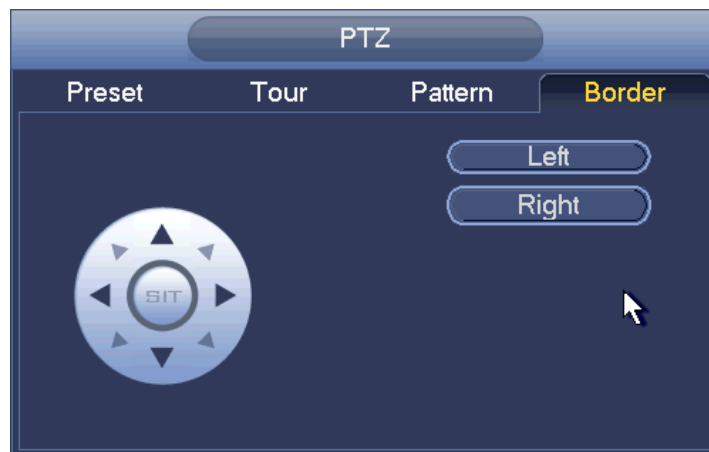 PTZ
Preset Tour Pattern Border
Left
Right
SIT